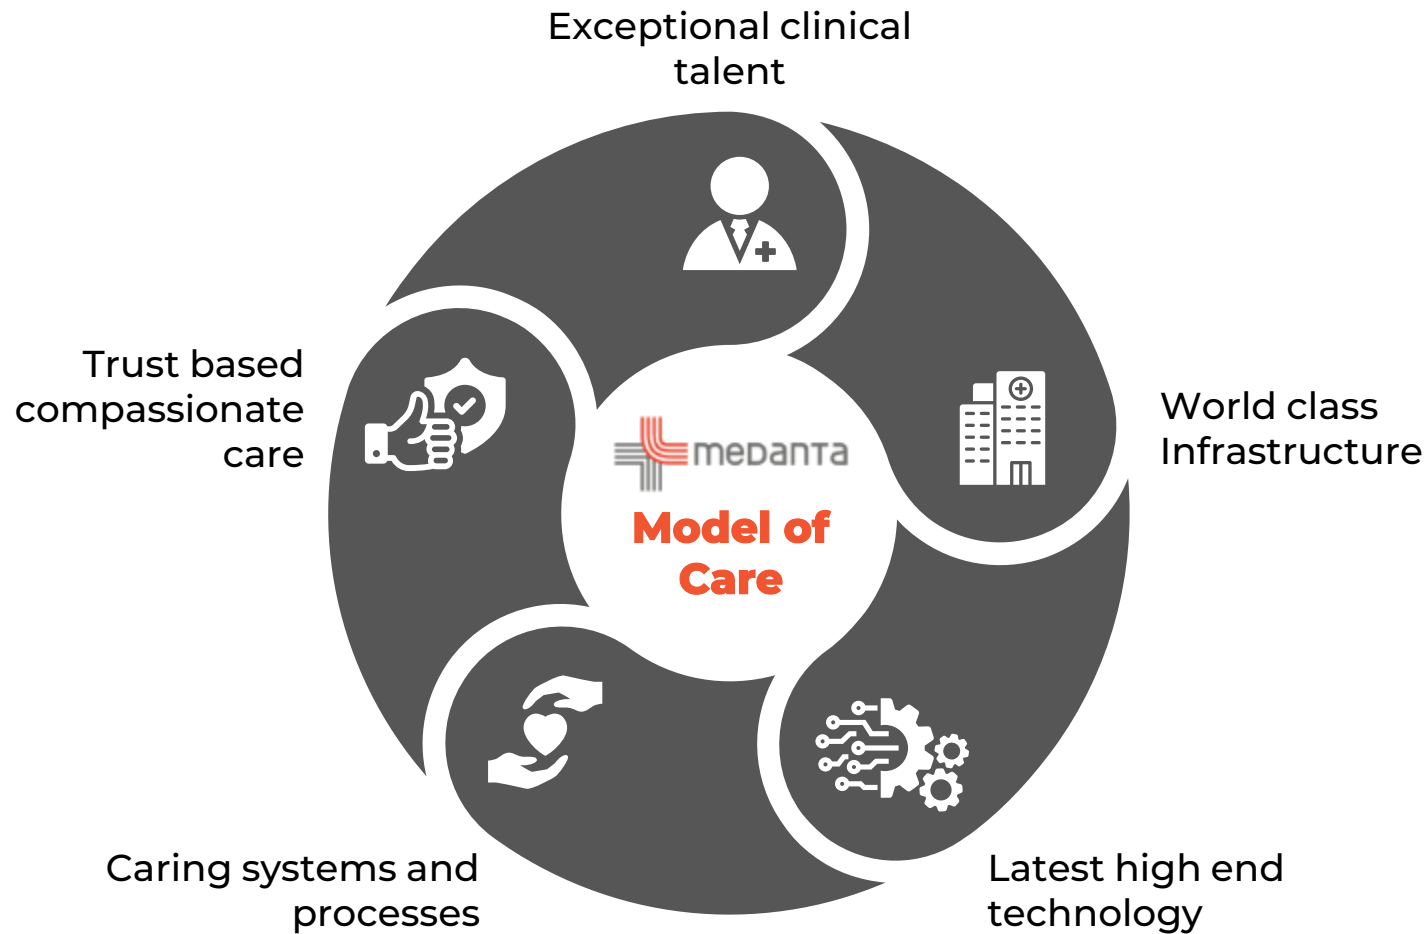 Exceptional clinical
talent
Trust based
compassionate
care
World class
Infrastructure
meDanTa
Model of
Care
Caring systems and
processes
Latest high end
technology